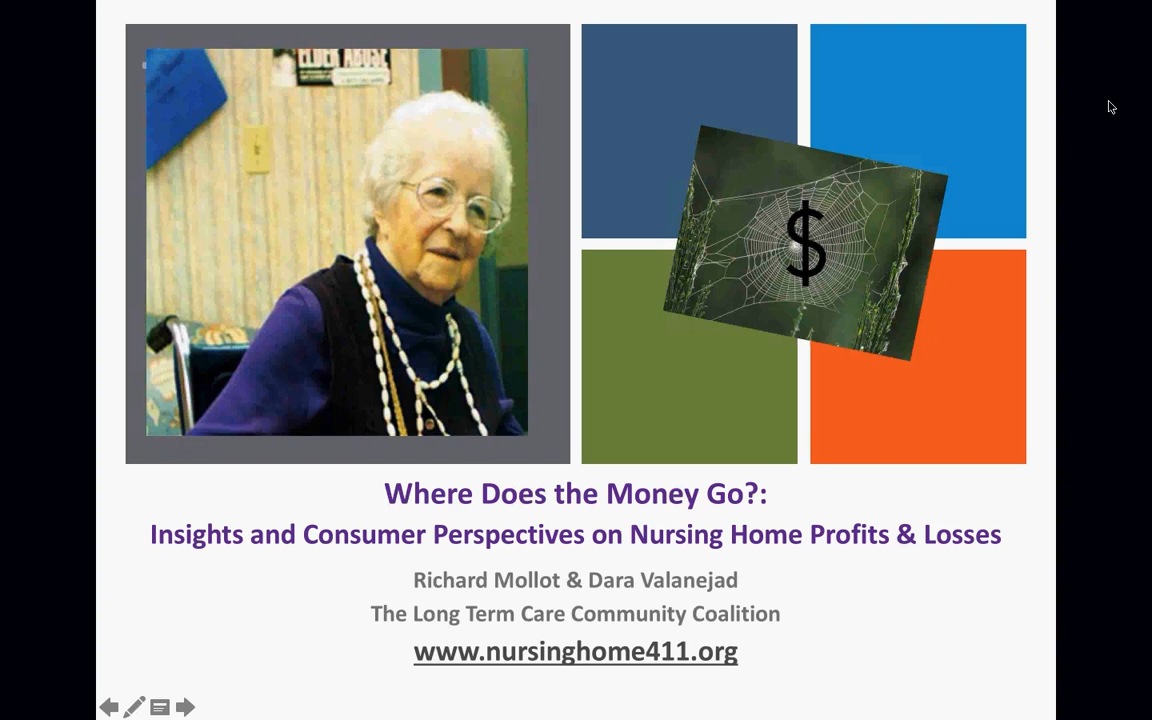 ELDER ABUSE
$
Where Does the Money Go?:
Insights and Consumer Perspectives on Nursing Home Profits & Losses
Richard Mollot & Dara Valanejad
The Long Term Care Community Coalition
www.nursinghome411.org